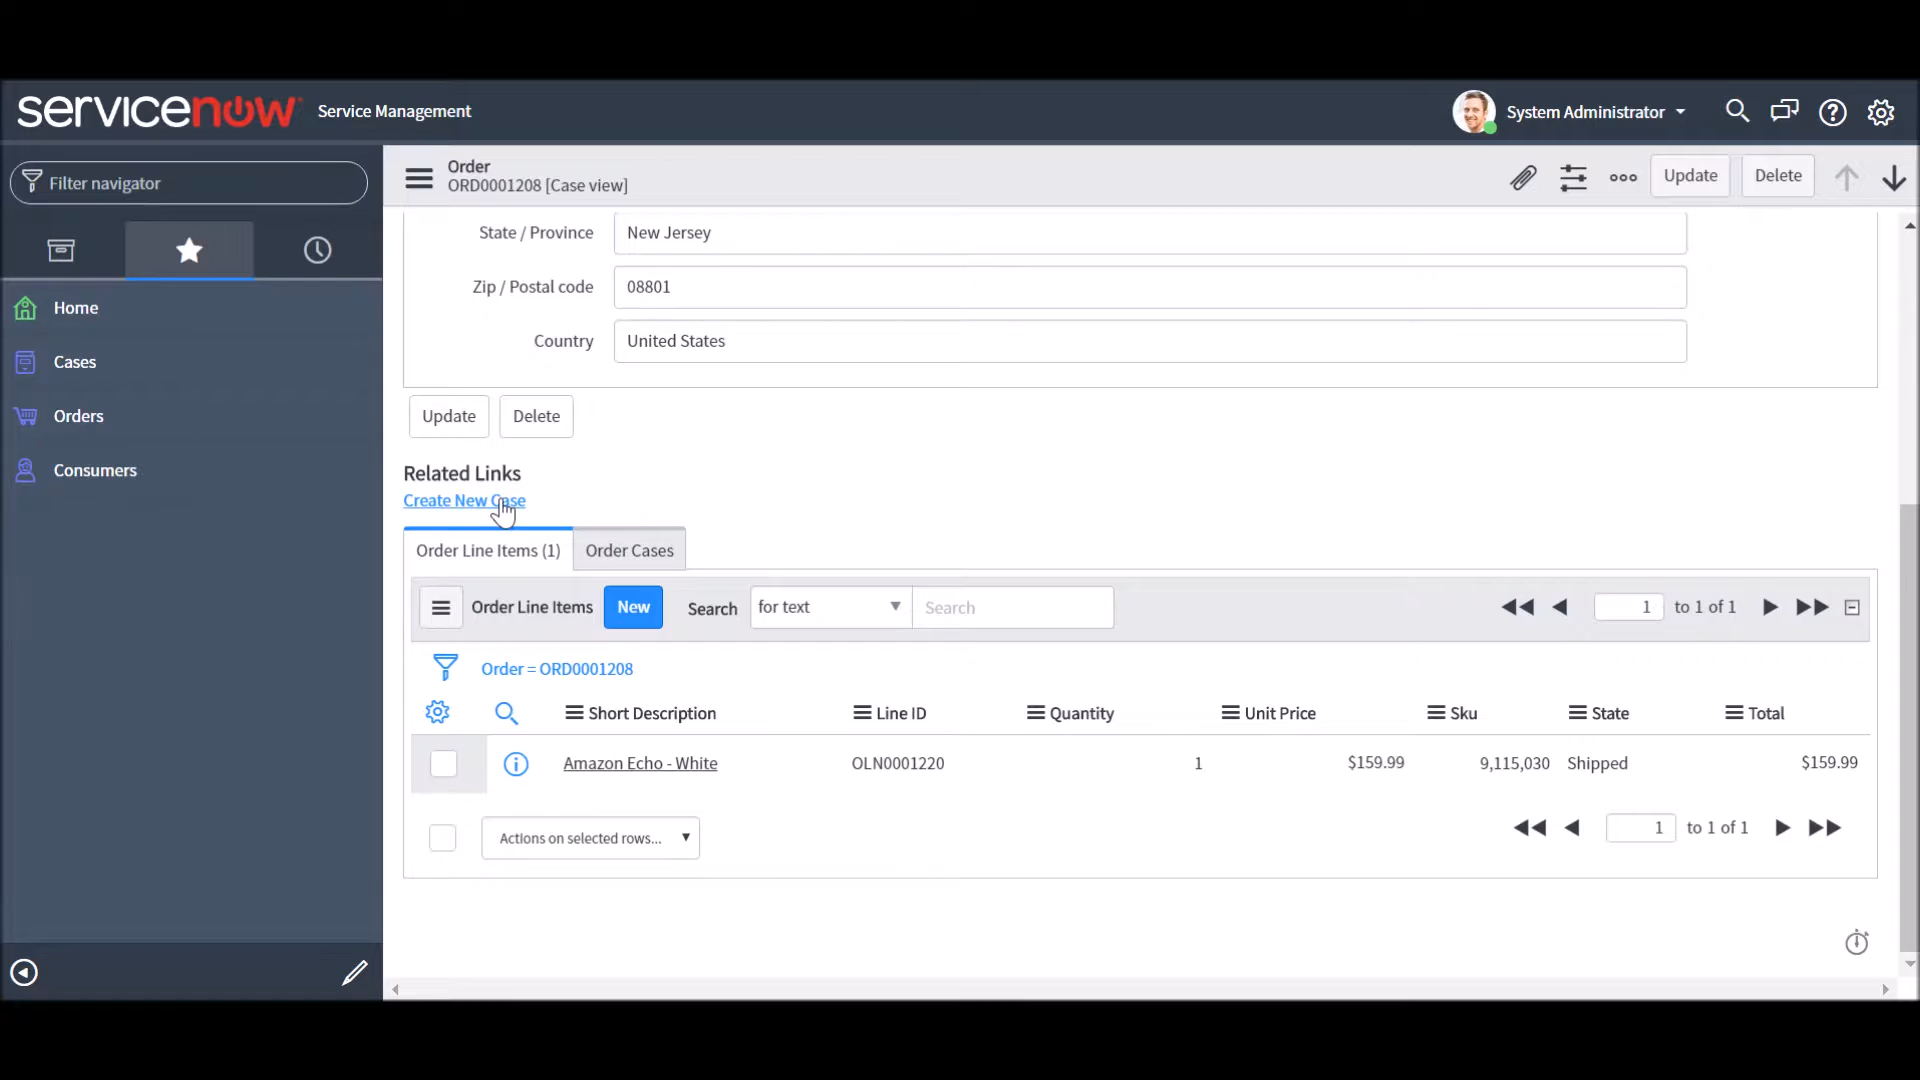 servicenow Service Management System Administrator
Filter navigator
Home
Cases
Orders
Consumers
Order
ORD0001208 [Case view]
Update Delete
State / Province New Jersey
Zip / Postal code 08801
Country United States
Update Delete
Related Links
Create New Case
Order Line Items (1) Order Cases
Order Line Items New Search for text Search 1 to 1 of 1
Order = ORD0001208
Short Description Line ID Quantity Unit Price Sku State Total
Amazon Echo - White OLN0001220 1 $159.99 9,115,030 Shipped $159.99
Actions on selected rows... 1 to 1 of 1